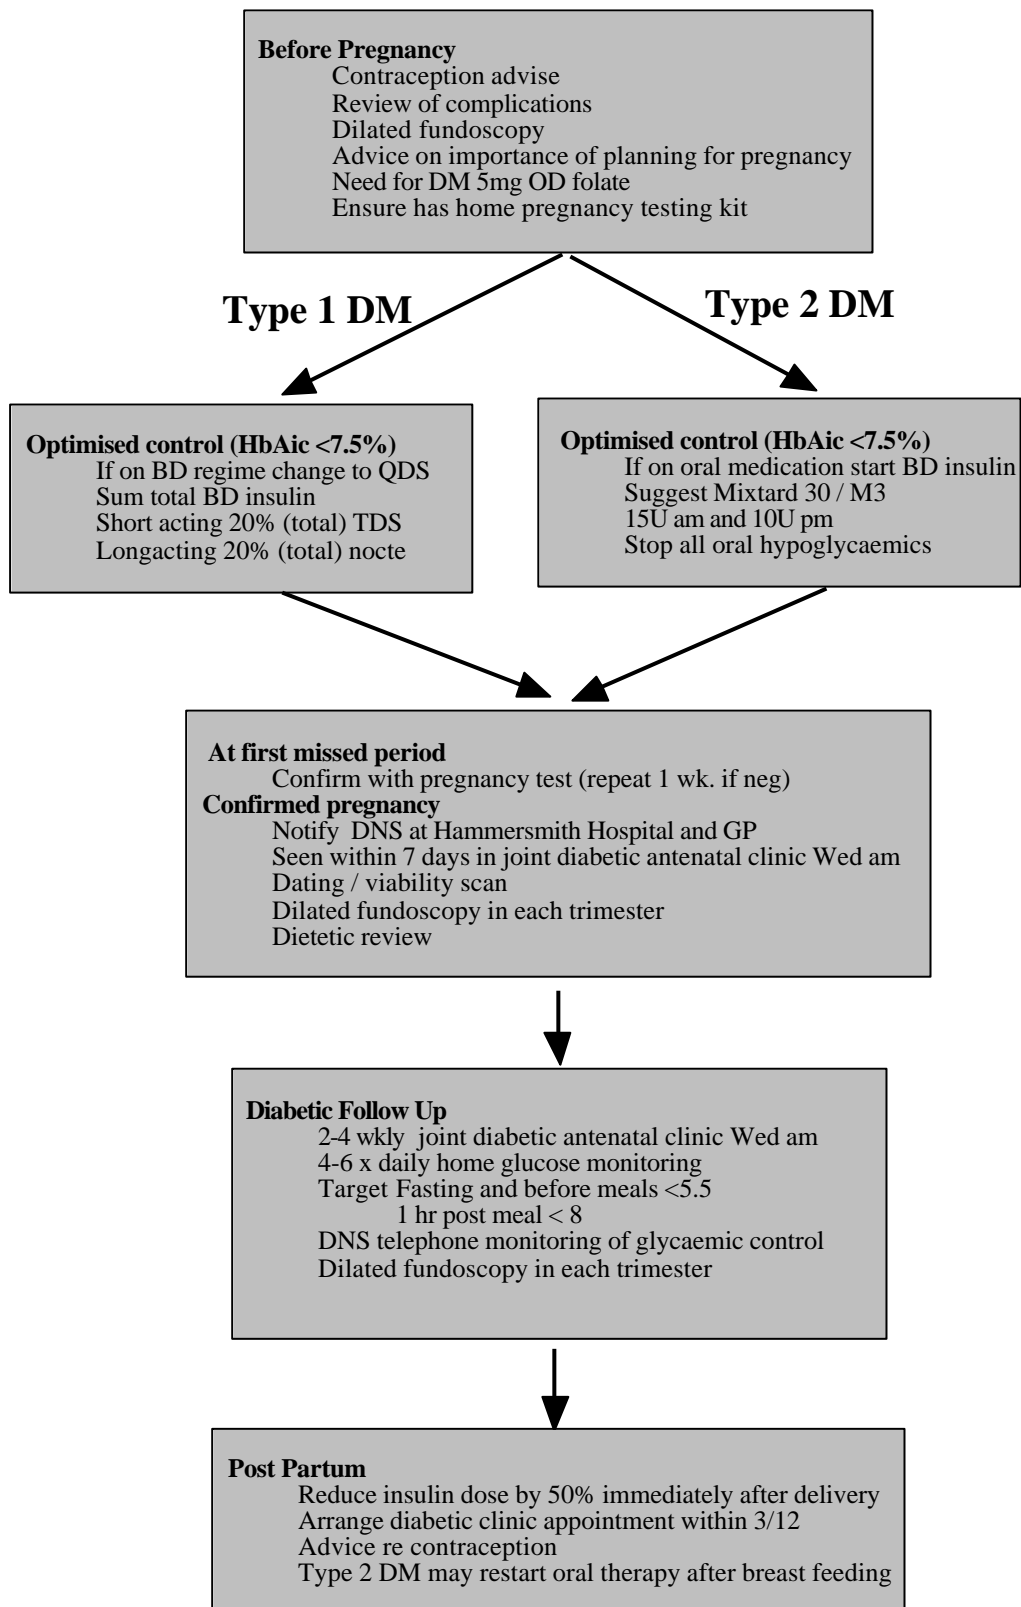 Before Pregnancy
Contraception advise
Review of complications
Dilated fundoscopy
Advice on importance of planning for pregnancy
Need for DM 5mg OD folate
Ensure has home pregnancy testing kit
Type 1 DM
Type 2 DM
Optimised control (HbAic <7.5%)
If on BD regime change to QDS
Sum total BD insulin
Short acting 20% (total) TDS
Longacting 20% (total) nocte
Optimised control (HbAic <7.5%)
If on oral medication start BD insulin
Suggest Mixtard 30 / M3
15U am and 10U pm
Stop all oral hypoglycaemics
At first missed period
Confirm with pregnancy test (repeat 1 wk. if neg)
Confirmed pregnancy
Notify DNS at Hammersmith Hospital and GP
Seen within 7 days in joint diabetic antenatal clinic Wed am
Dating / viability scan
Dilated fundoscopy in each trimester
Dietetic review
Diabetic Follow Up
2-4 wkly joint diabetic antenatal clinic Wed am
4-6 x daily home glucose monitoring
Target Fasting and before meals <5.5
1 hr post meal < 8
DNS telephone monitoring of glycaemic control
Dilated fundoscopy in each trimester
Post Partum
Reduce insulin dose by 50% immediately after delivery
Arrange diabetic clinic appointment within 3/12
Advice re contraception
Type 2 DM may restart oral therapy after breast feeding